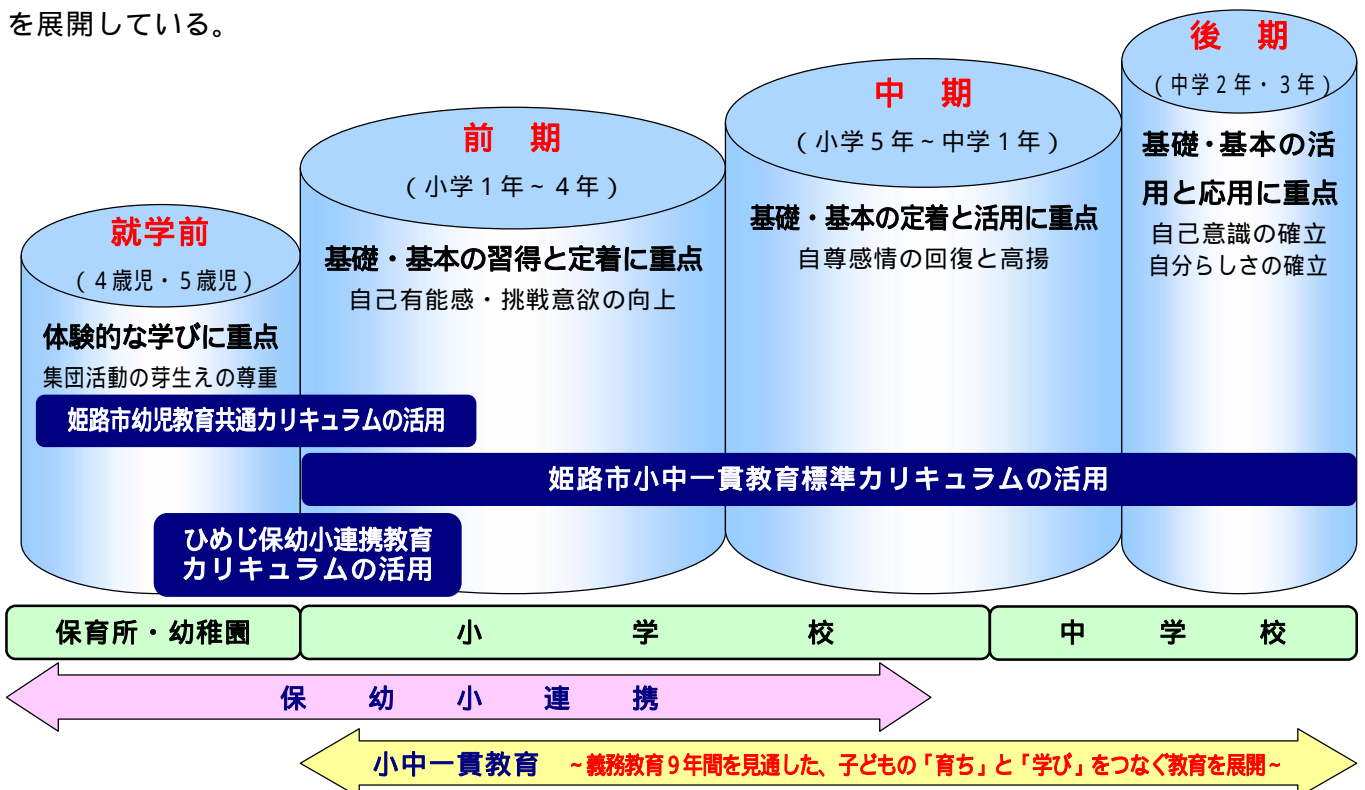 を展開している。
後 期
(中学2年・3年)
基礎・基本の活
用と応用に重点
自己意識の確立
自分らしさの確立
中 期
(小学5年~中学1年)
基礎・基本の定着と活用に重点
自尊感情の回復と高揚
前 期
(小学1年~4年)
基礎・基本の習得と定着に重点
自己有能感・挑戦意欲の向上
就学前
(4歳児・5歳児)
体験的な学びに重点
集団活動の芽生えの尊重
姫路市幼児教育共通カリキュラムの活用
姫路市小中一貫教育標準カリキュラムの活用
ひめじ保幼小連携教育
カリキュラムの活用
保育所・幼稚園
小 学 校
中 学 校
保 幼 小 連 携
小中一貫教育 ~義務教育9年間を見通した、子どもの「育ち」と「学び」をつなぐ教育を展開~